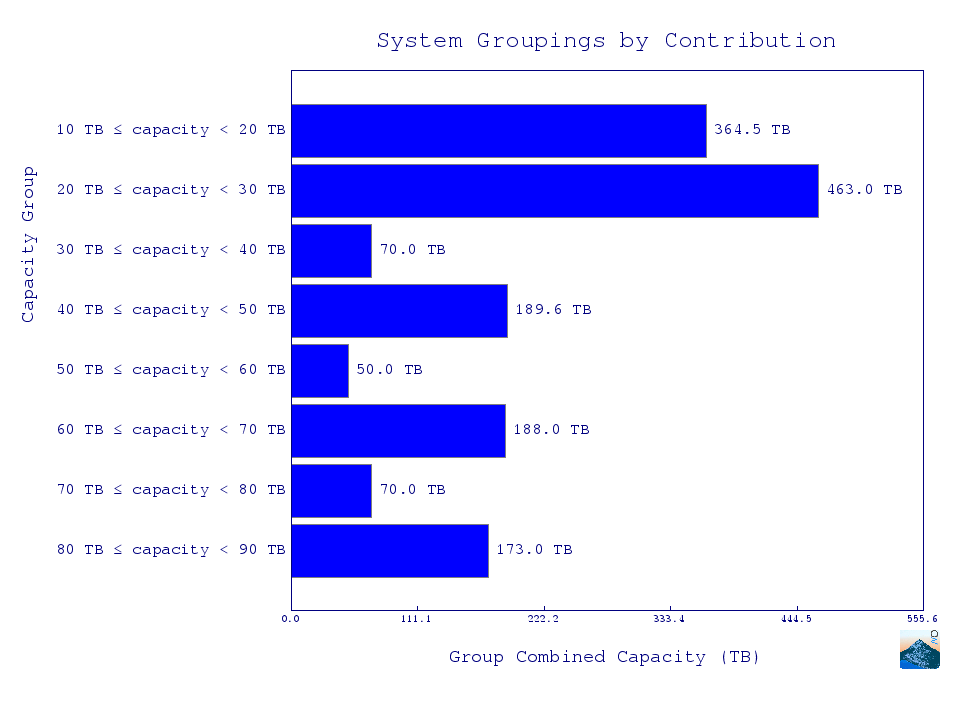 System Groupings by Contribution
Capacity Group
10 TB ≤ capacity < 20 TB 364.5 TB
20 TB ≤ capacity < 30 TB 463.0 TB
30 TB ≤ capacity < 40 TB 70.0 TB
40 TB ≤ capacity < 50 TB 189.6 TB
50 TB ≤ capacity < 60 TB 50.0 TB
60 TB ≤ capacity < 70 TB 188.0 TB
70 TB ≤ capacity < 80 TB 70.0 TB
80 TB ≤ capacity < 90 TB 173.0 TB
0.0 111.1 222.2 333.4 444.5 555.6
Group Combined Capacity (TB)